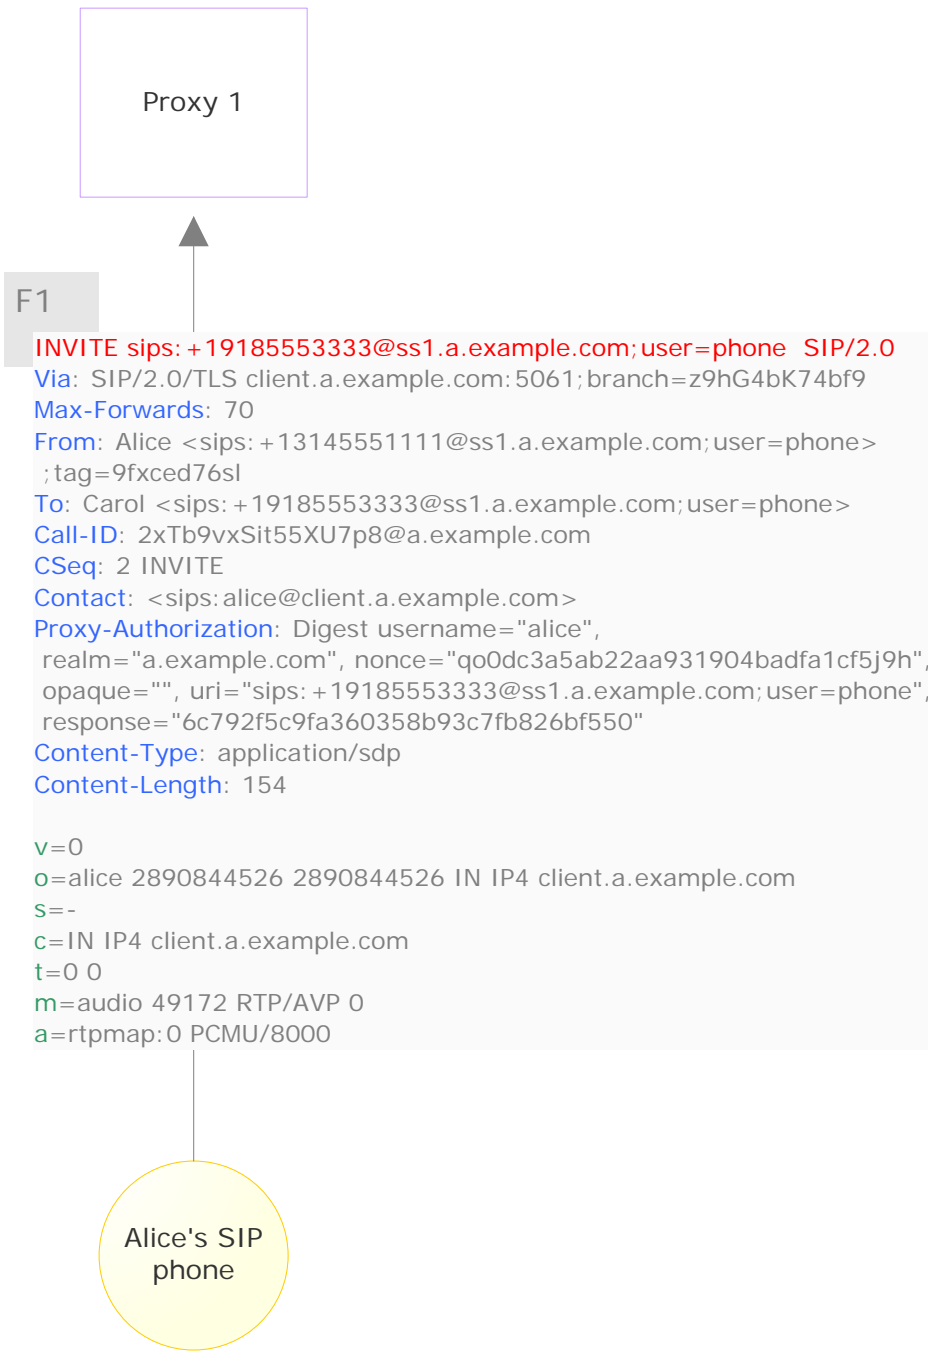 Proxy 1
F1
INVITE sips:+19185553333@ss1.a.example.com;user=phone  SIP/2.0
Via: SIP/2.0/TLS client.a.example.com:5061;branch=z9hG4bK74bf9
Max-Forwards: 70
From: Alice <sips:+13145551111@ss1.a.example.com;user=phone>
;tag=9fxced76sl
To: Carol <sips:+19185553333@ss1.a.example.com;user=phone>
Call-ID: 2xTb9vxSit55XU7p8@a.example.com
CSeq: 2 INVITE
Contact: <sips:alice@client.a.example.com>
Proxy-Authorization: Digest username="alice",
realm="a.example.com", nonce="qo0dc3a5ab22aa931904badfa1cf5j9h",
opaque="", uri="sips:+19185553333@ss1.a.example.com;user=phone",
response="6c792f5c9fa360358b93c7fb826bf550"
Content-Type: application/sdp
Content-Length: 154
v=0
o=alice 2890844526 2890844526 IN IP4 client.a.example.com
s=-
c=IN IP4 client.a.example.com
t=0 0
m=audio 49172 RTP/AVP 0
a=rtpmap:0 PCMU/8000
Alice's SIP
phone